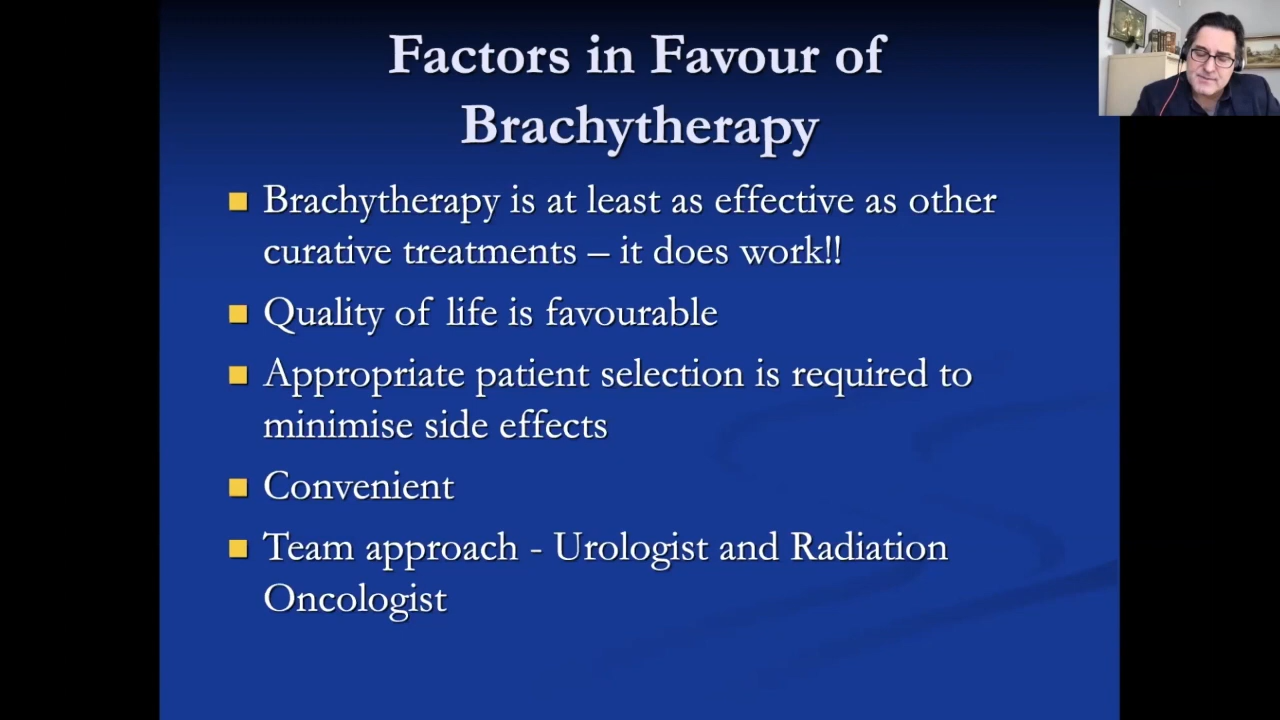 Factors in Favour of
Brachytherapy
Brachytherapy is at least as effective as other
curative treatments – it does work!!
Quality of life is favourable
Appropriate patient selection is required to
minimise side effects
Convenient
Team approach - Urologist and Radiation
Oncologist